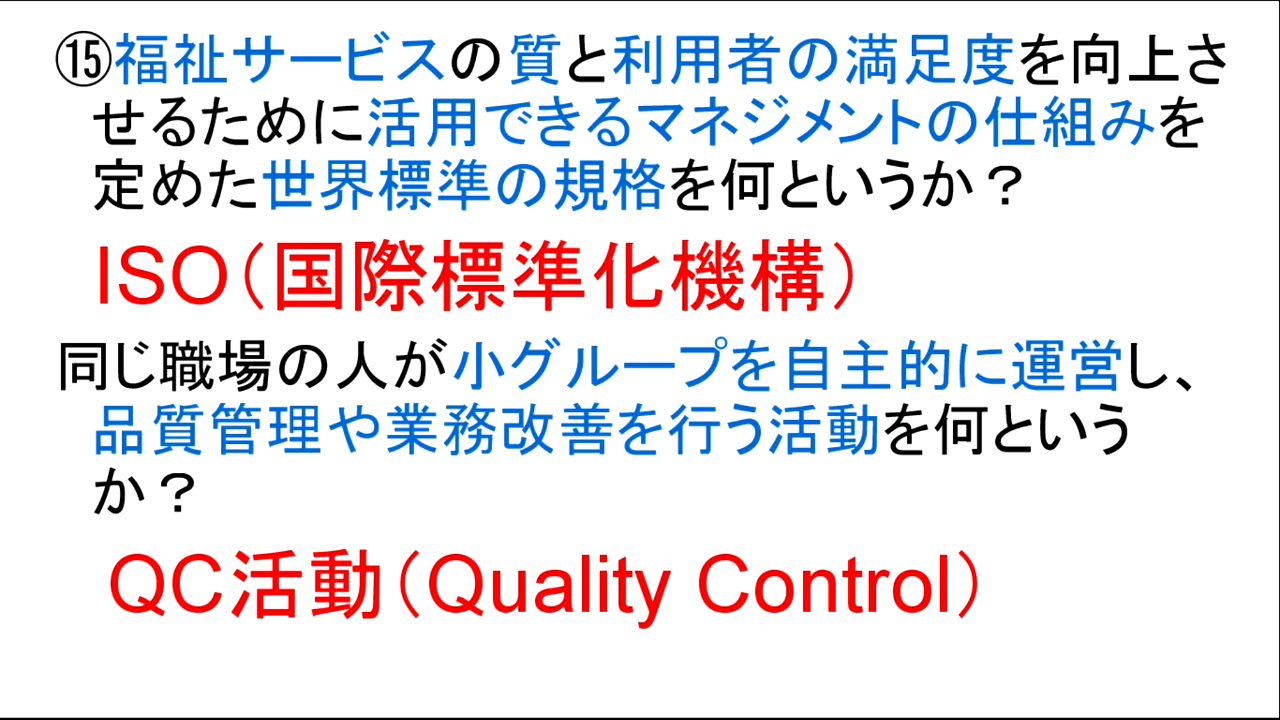 ⑮福祉サービスの質と利用者の満足度を向上さ
せるために活用できるマネジメントの仕組みを
定めた世界標準の規格を何というか？
ISO（国際標準化機構）
同じ職場の人が小グループを自主的に運営し、
品質管理や業務改善を行う活動を何という
か？
QC活動（Quality Control）